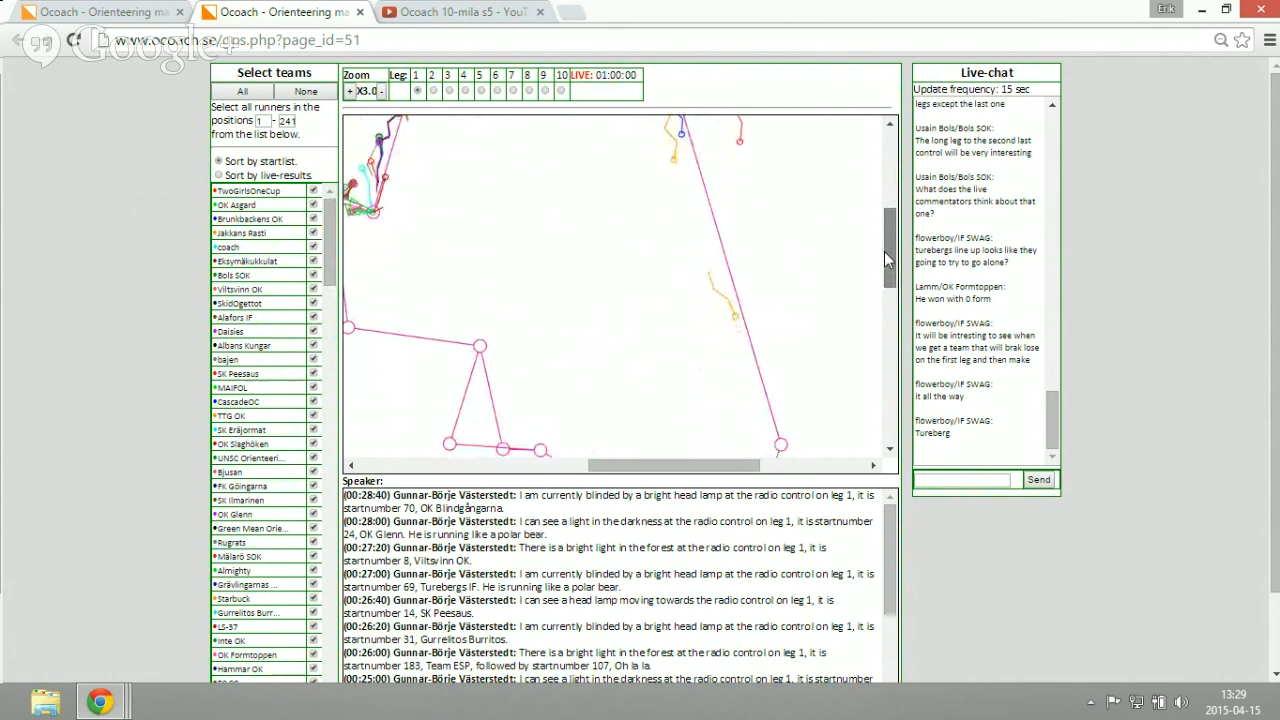 Ocoach - Orienteering ma
Ocoach - Orienteering ma
Ocoach 10-mila s5 - YouT
Erik
Google+
www.ocoach.se/gps.php?page_id=51
Select teams
All
None
Select all runners in the
positions 1 - 241
from the list below.
Sort by startlist.
Sort by live-results.
TwoGirlsOneCup
OK Asgard
Brunkbackens OK
Jakkans Rasti
coach
Eksymäkukkulat
Bols SOK
Viltsvinn OK
SkidOgettot
Alafors IF
Daisies
Albans Kungar
bajen
SK Peesaus
MAIFOL
CascadeOC
TTG OK
SK Eräjormat
OK Slaghöken
UNSC Orienteeri...
Bjusan
FK Göingarna
SK Ilmarinen
OK Glenn
Green Mean Orie...
Rugrats
Mälarö SOK
Almighty
Grävlingarnas ...
Starbuck
Gurrelitos Burr...
LS-37
Inte OK
OK Formtoppen
Hammar OK
Zoom
Leg:
1 2 3 4 5 6 7 8 9 10
LIVE: 01:00:00
+ X3.0 -
Speaker:
(00:28:40) Gunnar-Börje Västerstedt: I am currently blinded by a bright head lamp at the radio control on leg 1, it is
startnumber 70, OK Blindgångarna.
(00:28:00) Gunnar-Börje Västerstedt: I can see a light in the darkness at the radio control on leg 1, it is startnumber
24, OK Glenn. He is running like a polar bear.
(00:27:20) Gunnar-Börje Västerstedt: There is a bright light in the forest at the radio control on leg 1, it is
startnumber 8, Viltsvinn OK.
(00:27:00) Gunnar-Börje Västerstedt: I am currently blinded by a bright head lamp at the radio control on leg 1, it is
startnumber 69, Turebergs IF. He is running like a polar bear.
(00:26:40) Gunnar-Börje Västerstedt: I can see a head lamp moving towards the radio control on leg 1, it is
startnumber 14, SK Peesaus.
(00:26:20) Gunnar-Börje Västerstedt: I am currently blinded by a bright head lamp at the radio control on leg 1, it is
startnumber 31, Gurrelitos Burritos.
(00:26:00) Gunnar-Börje Västerstedt: There is a bright light in the forest at the radio control on leg 1, it is
startnumber 183, Team ESP, followed by startnumber 107, Oh la la.
(00:25:00) Gunnar-Börje Västerstedt: I can see a light in the darkness at the radio control on leg 1, it is
Live-chat
Update frequency: 15 sec
legs except the last one
Usain Bols/Bols SOK:
The long leg to the second last
control will be very interesting
Usain Bols/Bols SOK:
What does the live
commentators think about that
one?
flowerboy/IF SWAG:
turebergs line up looks like they
going to try to go alone?
Lamm/OK Formtoppen:
He won with 0 form
flowerboy/IF SWAG:
It will be intresting to see when
we get a team that will brak lose
on the first leg and then make
flowerboy/IF SWAG:
it all the way
flowerboy/IF SWAG:
Tureberg
Send
13:29
2015-04-15